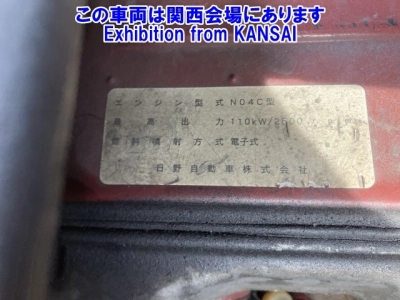 この車両は関西会場にあります
Exhibition from KANSAI
エンジン型式 N04C型
最高出力 110kW/2500
燃料噴射方式 電子式
日野自動車株式会社